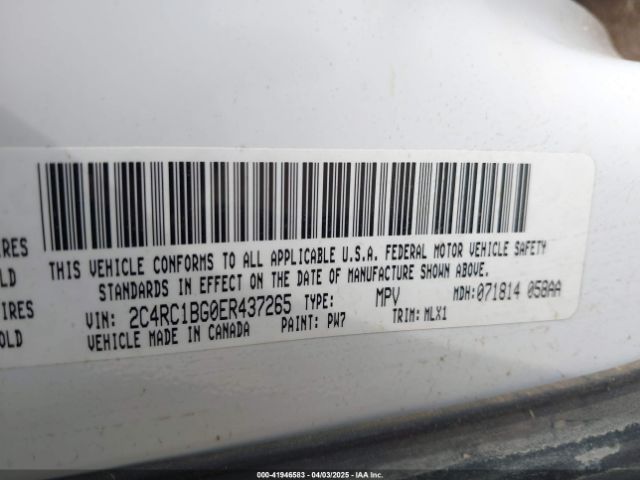 IRES
OLD
IRES
OLD
THIS VEHICLE CONFORMS TO ALL APPLICABLE U.S.A. FEDERAL MOTOR VEHICLE SAFETY
STANDARDS IN EFFECT ON THE DATE OF MANUFACTURE SHOWN ABOVE.
VIN: 2C4RC1BG0ER437265 TYPE: MPV MDH:071814 058AA
VEHICLE MADE IN CANADA PAINT: PW7 TRIM: MLX1
000-41946583 | 04/03/2025 | IAA Inc.